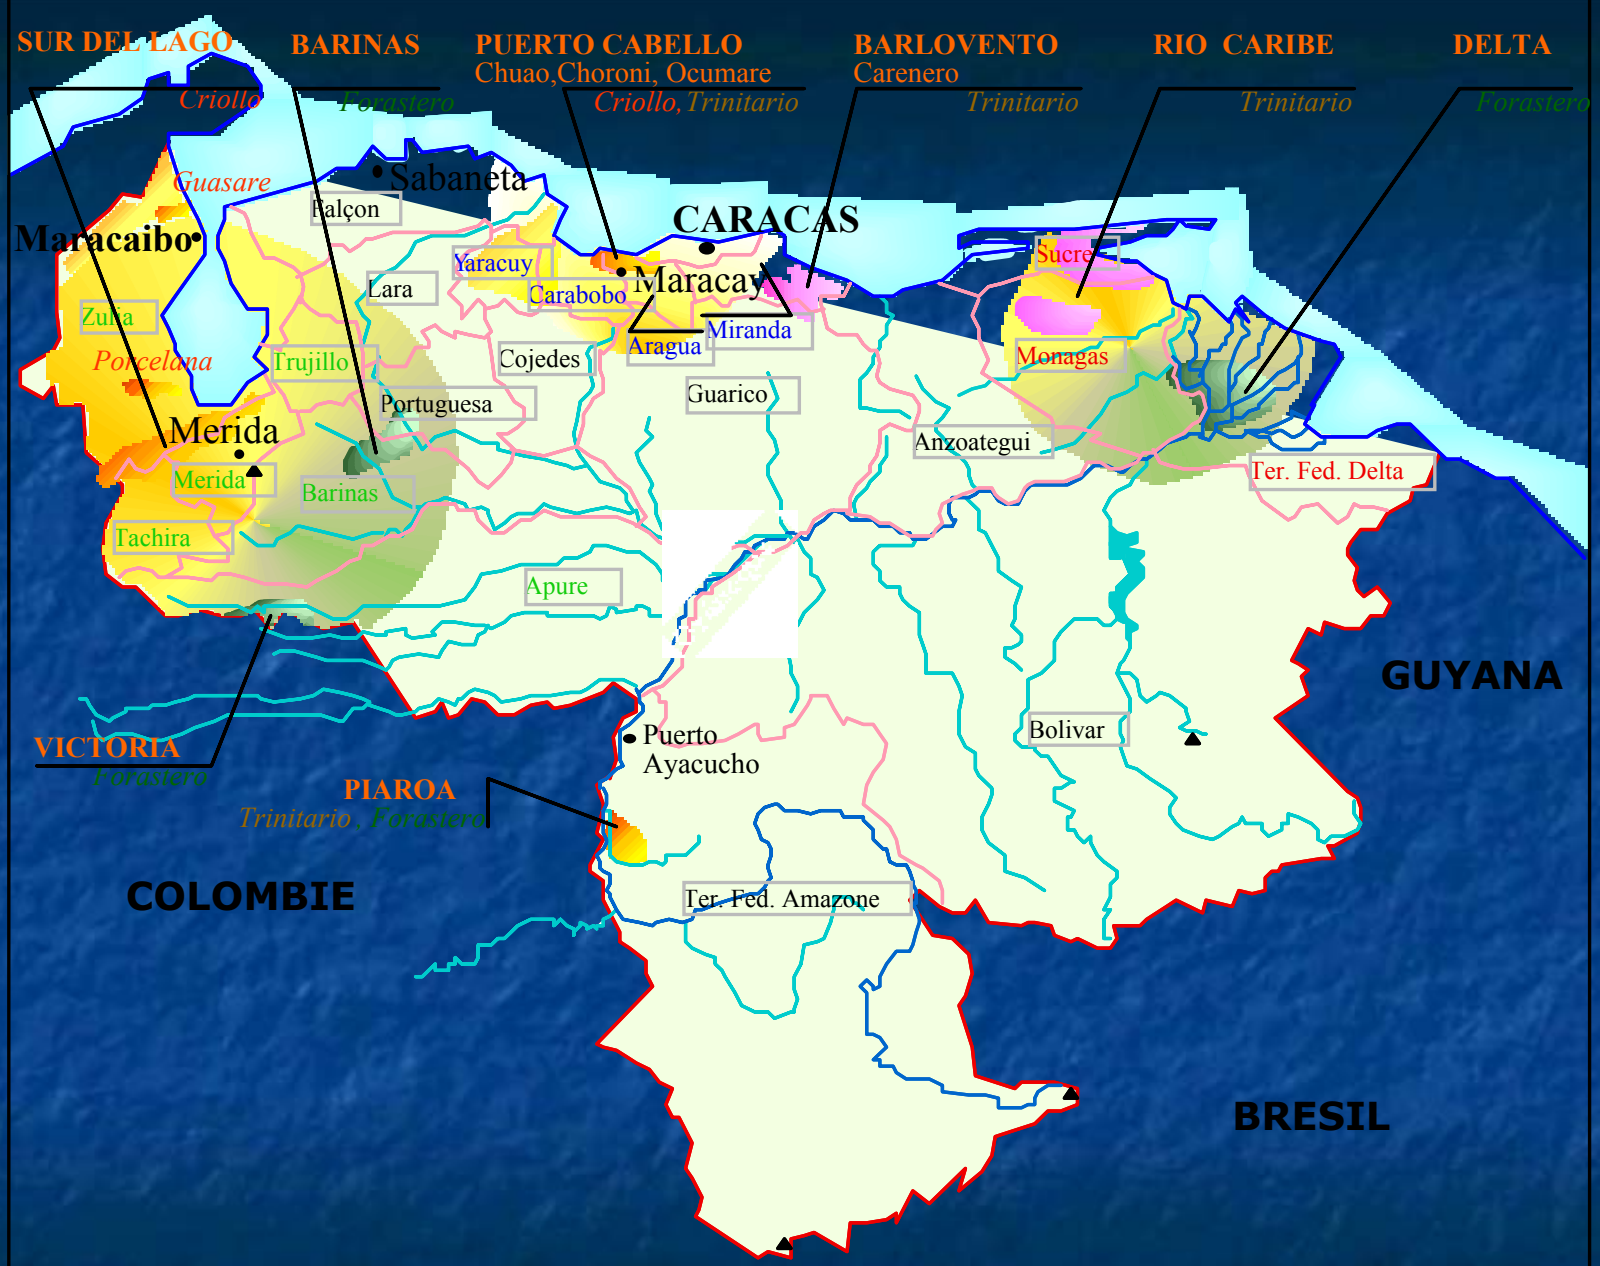 SUR DEL LAGO
Criollo
BARINAS
Forastero
PUERTO CABELLO
Chuao,Choroni, Ocumare
Criollo, Trinitario
BARLOVENTO
Carenero
Trinitario
RIO CARIBE
Trinitario
DELTA
Forastero
Guasare
Sabaneta
Falçon
CARACAS
Maracaibo
Yaracuy
Sucre
Lara
Carabobo
Maracay
Zulia
Miranda
Aragua
Porcelana
Trujillo
Cojedes
Monagas
Portuguesa
Guarico
Merida
Anzoategui
Merida
Barinas
Ter. Fed. Delta
Tachira
Apure
GUYANA
VICTORIA
Forastero
Puerto
Ayacucho
Bolivar
PIAROA
Trinitario , Forastero
COLOMBIE
Ter. Fed. Amazone
BRESIL